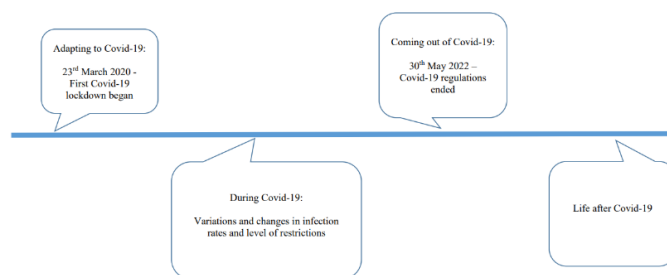 Adapting to Covid-19:
23rd March 2020 -
First Covid-19
lockdown began
Coming out of Covid-19:
30th May 2022 –
Covid-19 regulations
ended
During Covid-19:
Variations and changes in infection
rates and level of restrictions
Life after Covid-19